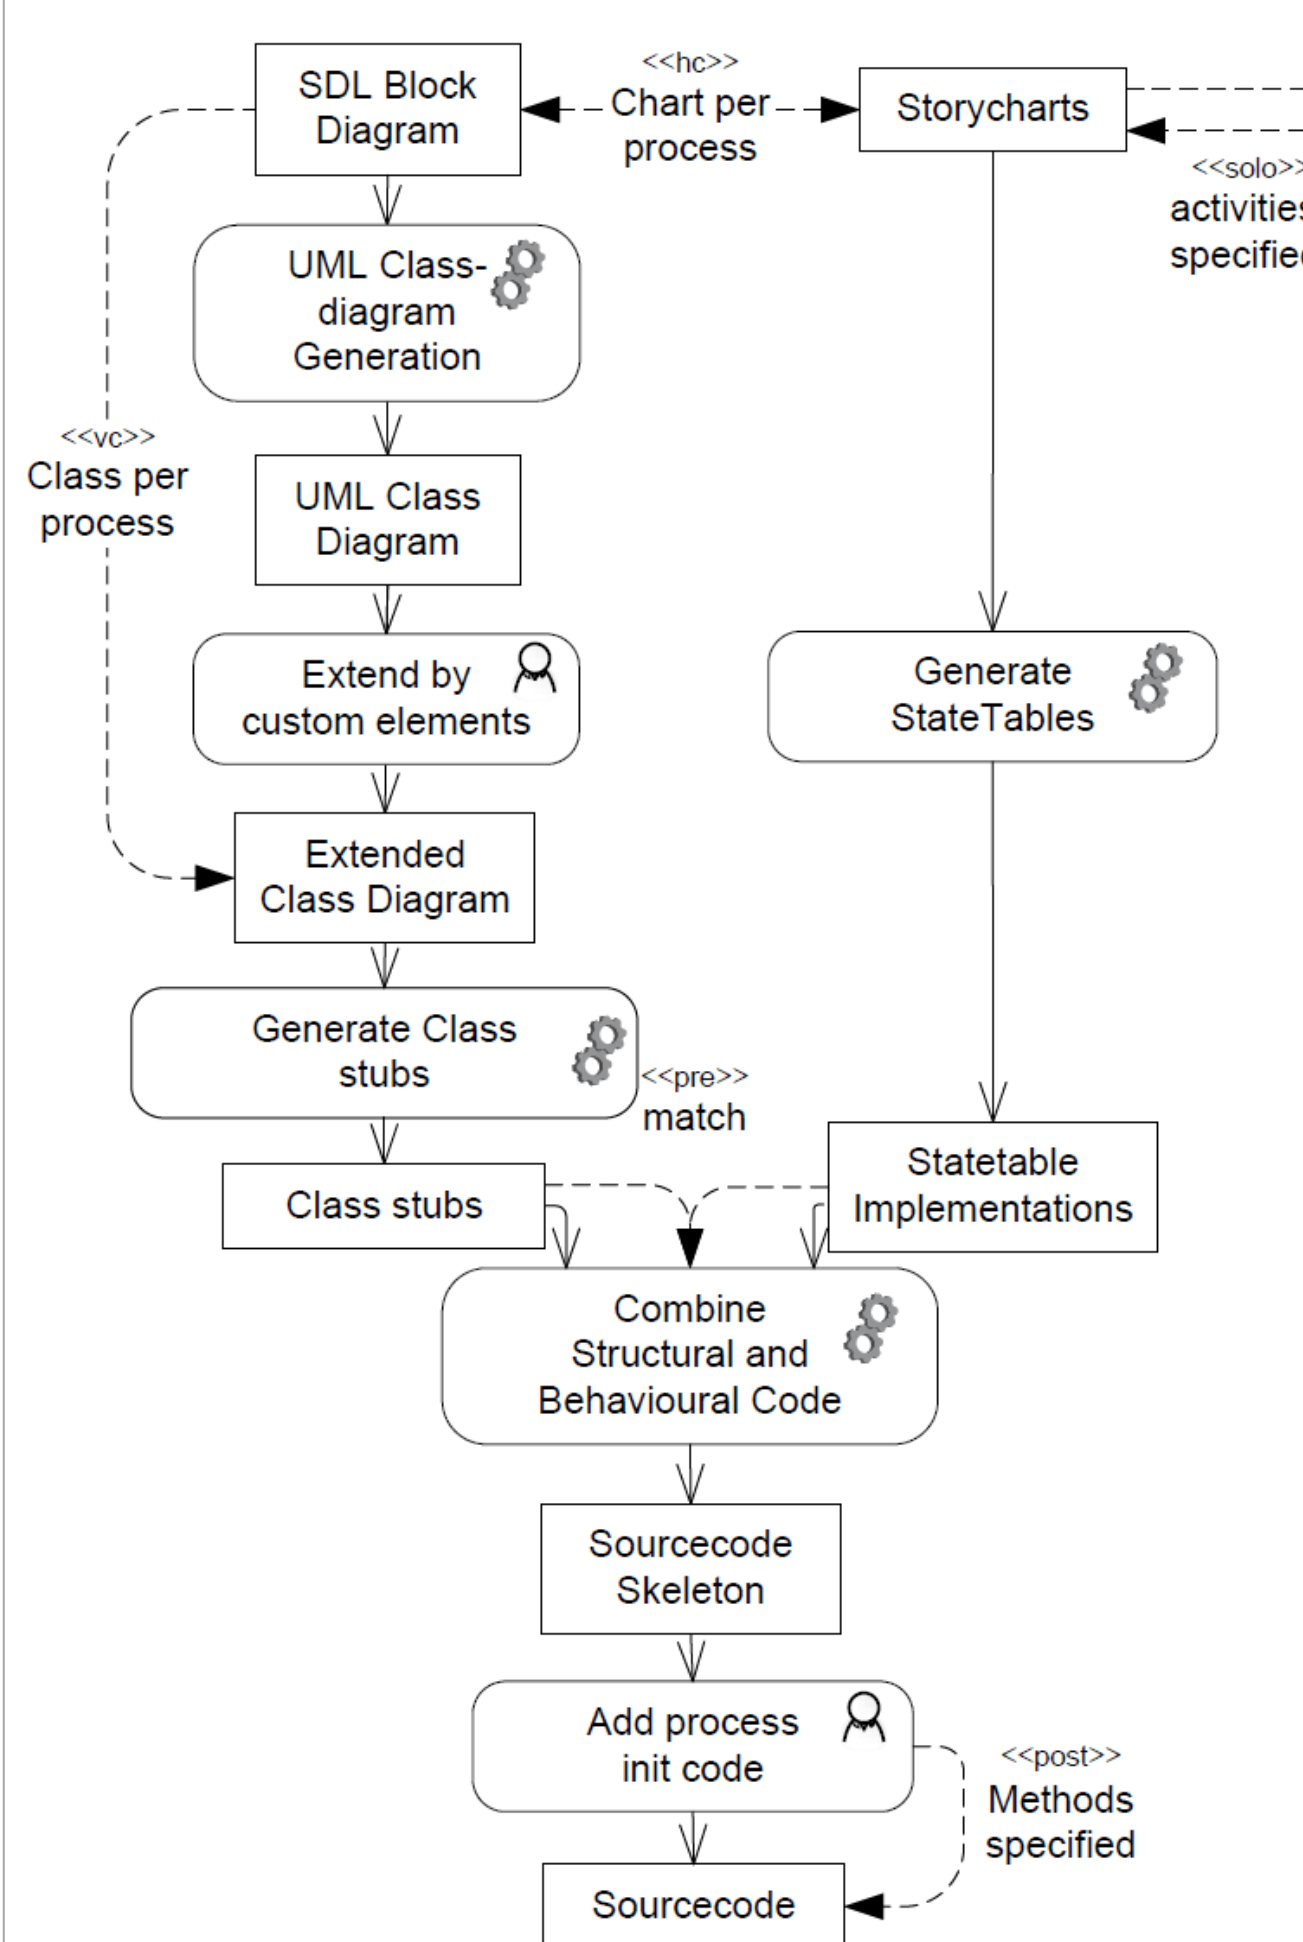 SDL Block
Diagram
<<hc>>
Chart per
process
Storycharts
<<solo>>
activities
specified
UML Class-
diagram
Generation
<<vc>>
Class per
process
UML Class
Diagram
Extend by
custom elements
Generate
StateTables
Extended
Class Diagram
Generate Class
stubs
<<pre>>
match
Class stubs
Statetable
Implementations
Combine
Structural and
Behavioural Code
Sourcecode
Skeleton
Add process
init code
<<post>>
Methods
specified
Sourcecode